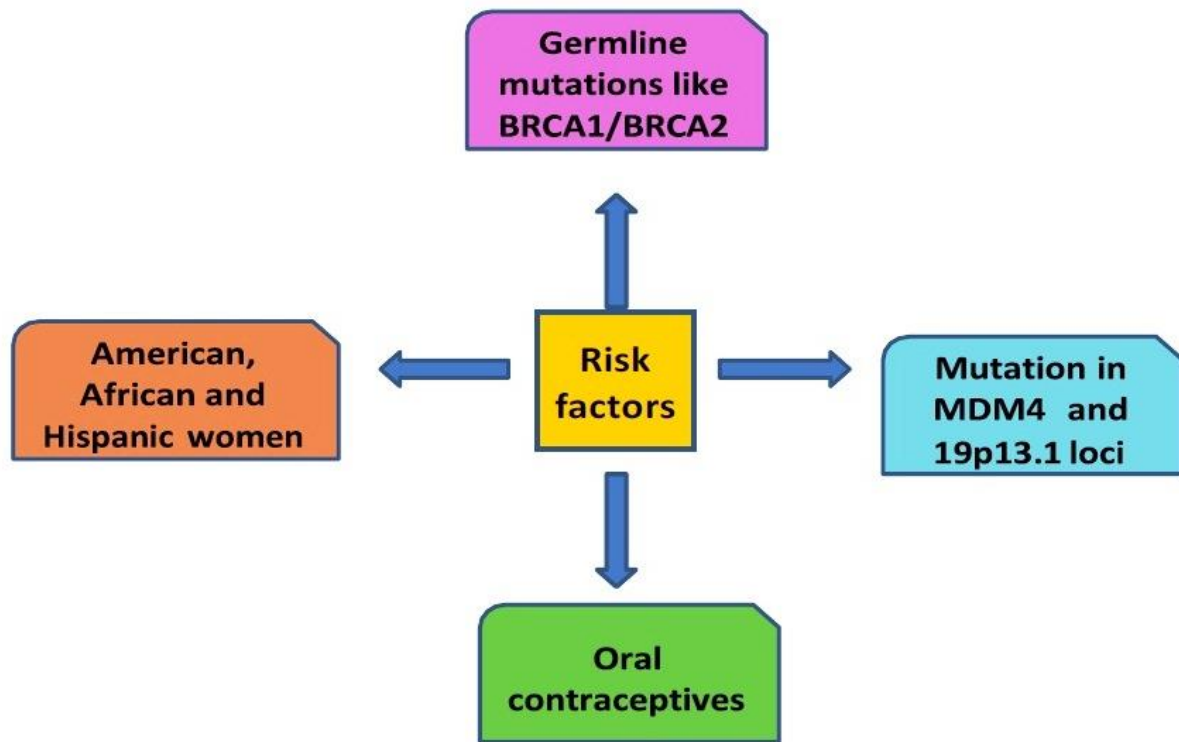 Germline
mutations like
BRCA1/BRCA2
American,
African and
Hispanic women
Risk
factors
Mutation in
MDM4 and
19p13.1 loci
Oral
contraceptives